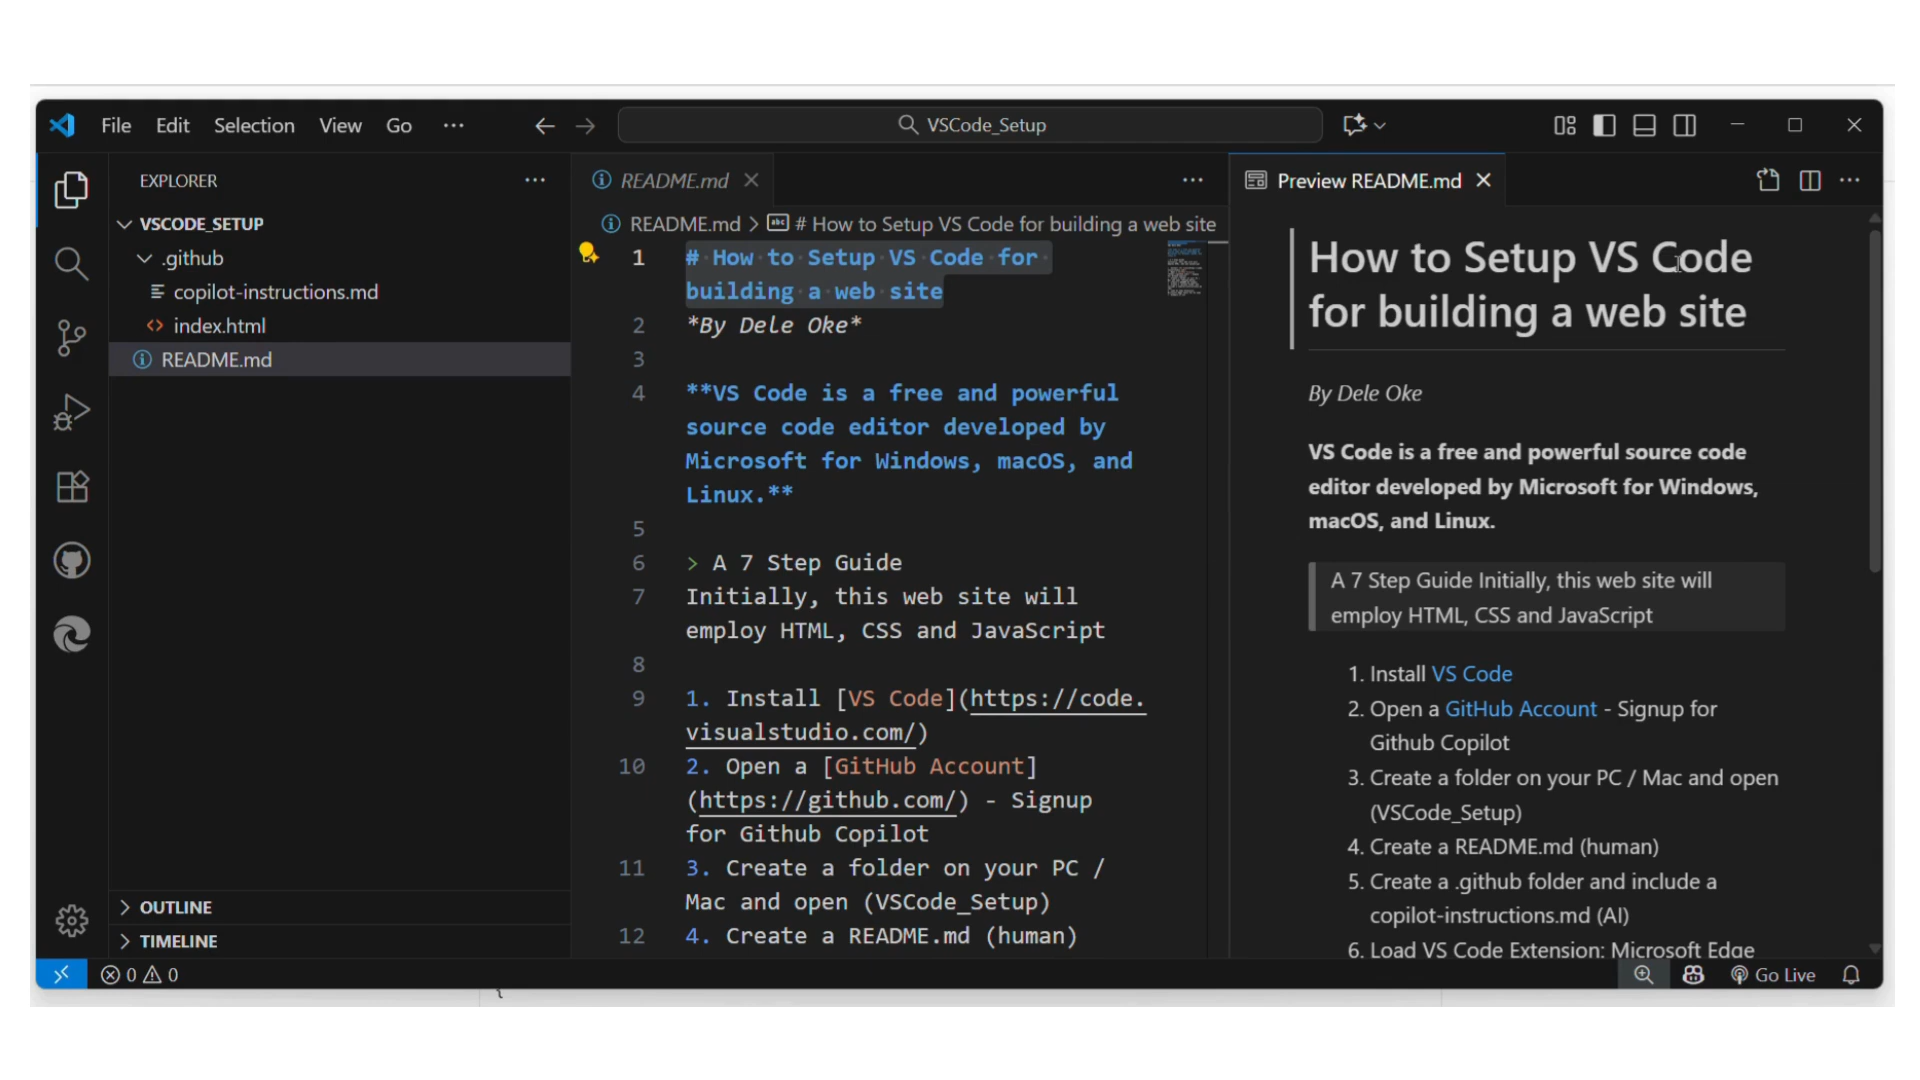 File Edit Selection View Go ··· VSCode_Setup
EXPLORER ···
VSCODE_SETUP
.github
copilot-instructions.md
<> index.html
README.md
OUTLINE
TIMELINE
README.md ···
README.md > # How to Setup VS Code for building a web site
1 # How to Setup VS Code for
building a web site
2 *By Dele Oke*
3
4 **VS Code is a free and powerful
source code editor developed by
Microsoft for Windows, macOS, and
Linux.**
5
6 > A 7 Step Guide
7 Initially, this web site will
employ HTML, CSS and JavaScript
8
9 1. Install [VS Code](https://code.
visualstudio.com/)
10 2. Open a [GitHub Account]
(https://github.com/) - Signup
for Github Copilot
11 3. Create a folder on your PC /
Mac and open (VSCode_Setup)
12 4. Create a README.md (human)
Preview README.md ···
How to Setup VS Code
for building a web site
By Dele Oke
VS Code is a free and powerful source code
editor developed by Microsoft for Windows,
macOS, and Linux.
A 7 Step Guide Initially, this web site will
employ HTML, CSS and JavaScript
1. Install VS Code
2. Open a GitHub Account - Signup for
Github Copilot
3. Create a folder on your PC / Mac and open
(VSCode_Setup)
4. Create a README.md (human)
5. Create a .github folder and include a
copilot-instructions.md (AI)
6. Load VS Code Extension: Microsoft Edge
0 0 Go Live